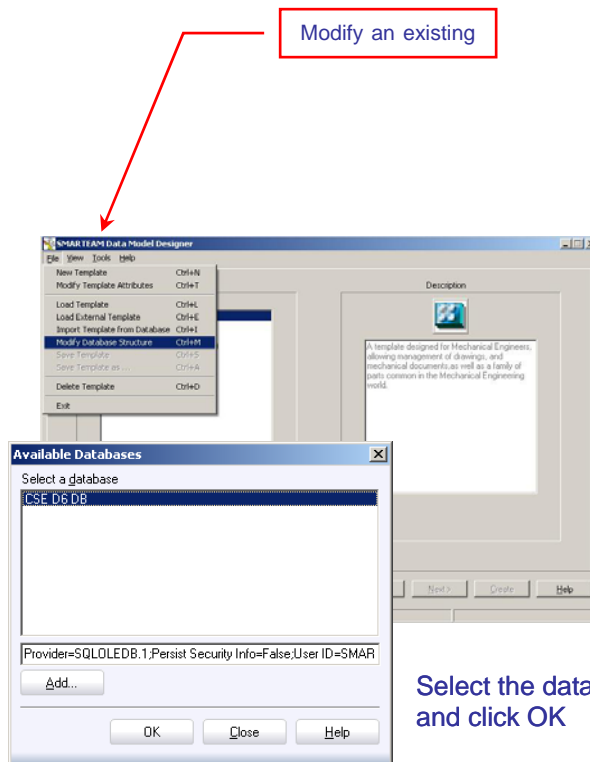 Modify an existing
SMARTEAM Data Model Designer
File View Tools Help
New Template Ctrl+N
Modify Template Attributes Ctrl+T
Load Template Ctrl+L
Load External Template Ctrl+E
Import Template from Database Ctrl+I
Modify Database Structure Ctrl+M
Save Template Ctrl+S
Save Template as ... Ctrl+A
Delete Template Ctrl+D
Exit
Description
A template designed for Mechanical Engineers,
allowing management of drawings, and
mechanical documents,as well as a family of
parts common in the Mechanical Engineering
world.
Next > Create Help
Available Databases
Select a database
CSE D6 DB
Provider=SQLOLEDB.1;Persist Security Info=False;User ID=SMAR
Add...
OK Close Help
Select the data
and click OK